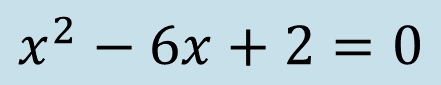 x² − 6x + 2 = 0